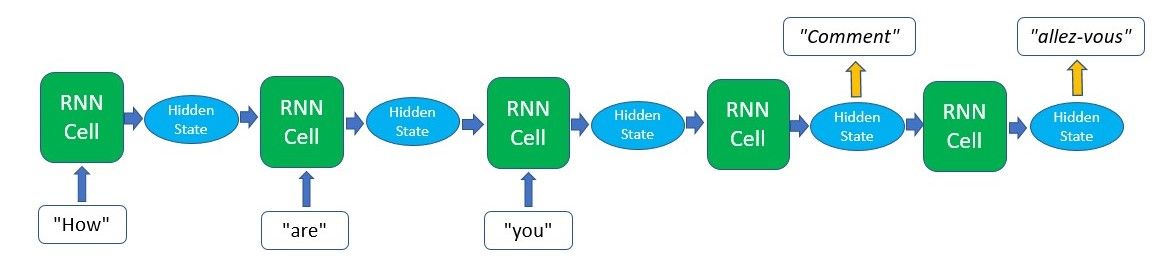 "Comment"
"allez-vous"
RNN
Cell
Hidden
State
RNN
Cell
Hidden
State
RNN
Cell
Hidden
State
RNN
Cell
Hidden
State
RNN
Cell
Hidden
State
"How"
"are"
"you"